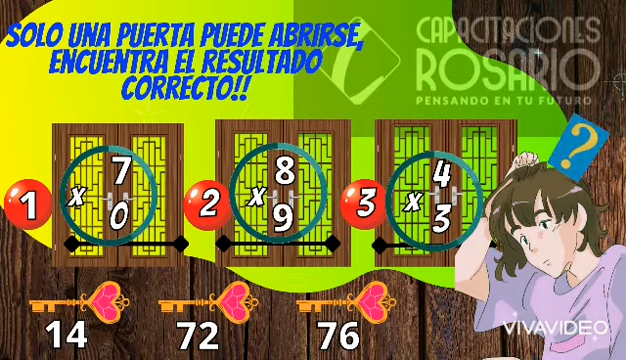 SOLO UNA PUERTA PUEDE ABRIRSE,
ENCUENTRA EL RESULTADO
CORRECTO!!
CAPACITACIONES
ROSARIO
PENSANDO EN TU FUTURO
1
7
x
0
2
8
x
9
3
4
x
3
?
14
72
76
VIVAVIDEO